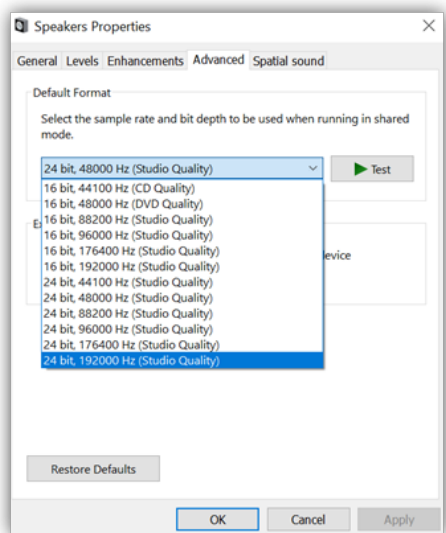 Speakers Properties
General Levels Enhancements Advanced Spatial sound
Default Format
Select the sample rate and bit depth to be used when running in shared
mode.
24 bit, 48000 Hz (Studio Quality)
Test
16 bit, 44100 Hz (CD Quality)
16 bit, 48000 Hz (DVD Quality)
16 bit, 88200 Hz (Studio Quality)
16 bit, 96000 Hz (Studio Quality)
16 bit, 176400 Hz (Studio Quality)
16 bit, 192000 Hz (Studio Quality)
24 bit, 44100 Hz (Studio Quality)
24 bit, 48000 Hz (Studio Quality)
24 bit, 88200 Hz (Studio Quality)
24 bit, 96000 Hz (Studio Quality)
24 bit, 176400 Hz (Studio Quality)
24 bit, 192000 Hz (Studio Quality)
Restore Defaults
OK Cancel Apply